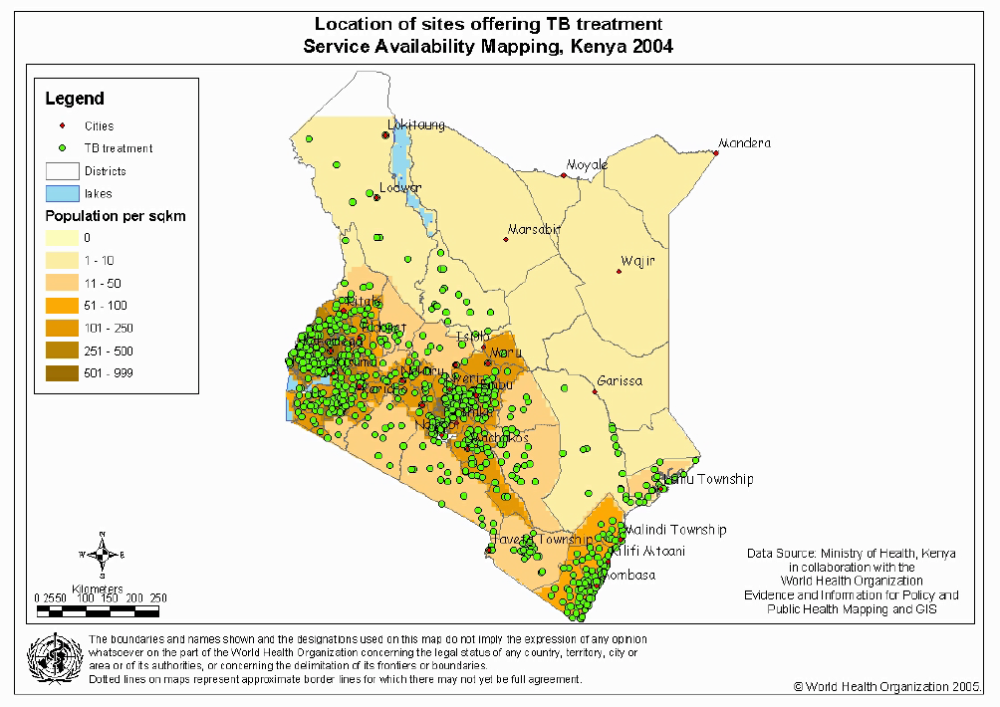 Location of sites offering TB treatment
Service Availability Mapping, Kenya 2004
Legend
Cities
TB treatment
Districts
lakes
Population per sqkm
0
1 - 10
11 - 50
51 - 100
101 - 250
251 - 500
501 - 999
Lokitaung
Mandera
Moyale
Lodwar
Marsabit
Wajir
Kitale
Isiolo
Meru
Garissa
Nakuru
Nyeri
Embu
Kericho
Machakos
Lamu Township
Malindi Township
Taveta Township
Kilifi Mtaani
Mombasa
N
W
E
S
Kilometers
0 25 50 100 150 200 250
Data Source: Ministry of Health, Kenya
in collaboration with the
World Health Organization
Evidence and Information for Policy and
Public Health Mapping and GIS
The boundaries and names shown and the designations used on this map do not imply the expression of any opinion
whatsoever on the part of the World Health Organization concerning the legal status of any country, territory, city or
area or of its authorities, or concerning the delimitation of its frontiers or boundaries.
Dotted lines on maps represent approximate border lines for which there may not yet be full agreement.
© World Health Organization 2005.